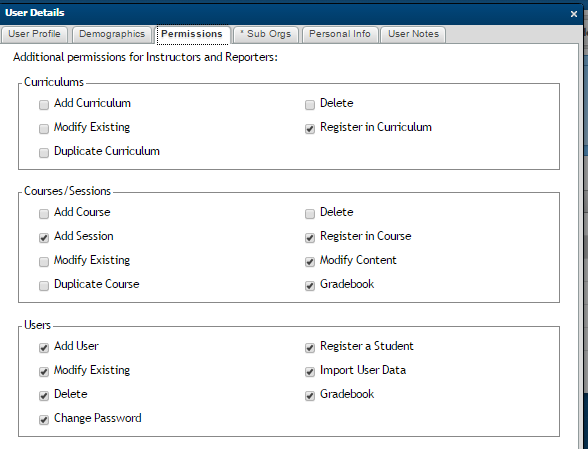 User Details
User Profile Demographics Permissions * Sub Orgs Personal Info User Notes
Additional permissions for Instructors and Reporters:
Curriculums
Add Curriculum Delete
Modify Existing Register in Curriculum
Duplicate Curriculum
Courses/Sessions
Add Course Delete
Add Session Register in Course
Modify Existing Modify Content
Duplicate Course Gradebook
Users
Add User Register a Student
Modify Existing Import User Data
Delete Gradebook
Change Password